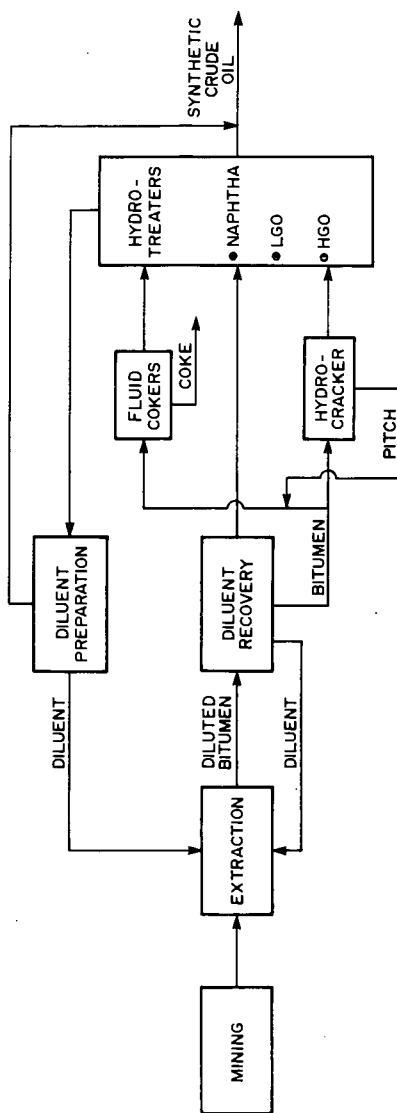 MINING
EXTRACTION
DILUENT
DILUTED
BITUMEN
DILUENT
DILUENT
PREPARATION
DILUENT
RECOVERY
BITUMEN
PITCH
FLUID
COKERS
COKE
HYDRO-
CRACKER
HYDRO-
TREATERS
● NAPHTHA
● LGO
● HGO
SYNTHETIC
CRUDE
OIL